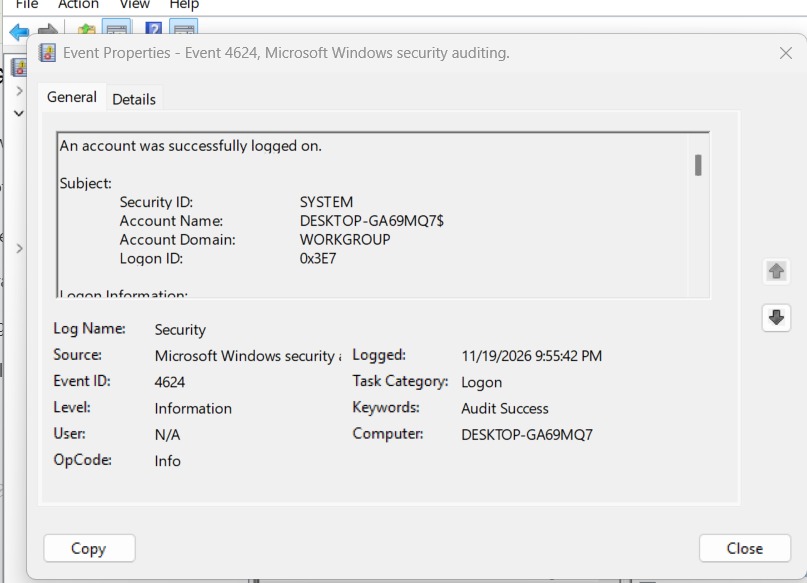 File Action View Help
Event Properties - Event 4624, Microsoft Windows security auditing.
General Details
An account was successfully logged on.
Subject:
Security ID: SYSTEM
Account Name: DESKTOP-GA69MQ7$
Account Domain: WORKGROUP
Logon ID: 0x3E7
Logon Information:
Log Name: Security
Source: Microsoft Windows security a Logged: 11/19/2026 9:55:42 PM
Event ID: 4624 Task Category: Logon
Level: Information Keywords: Audit Success
User: N/A Computer: DESKTOP-GA69MQ7
OpCode: Info
Copy Close